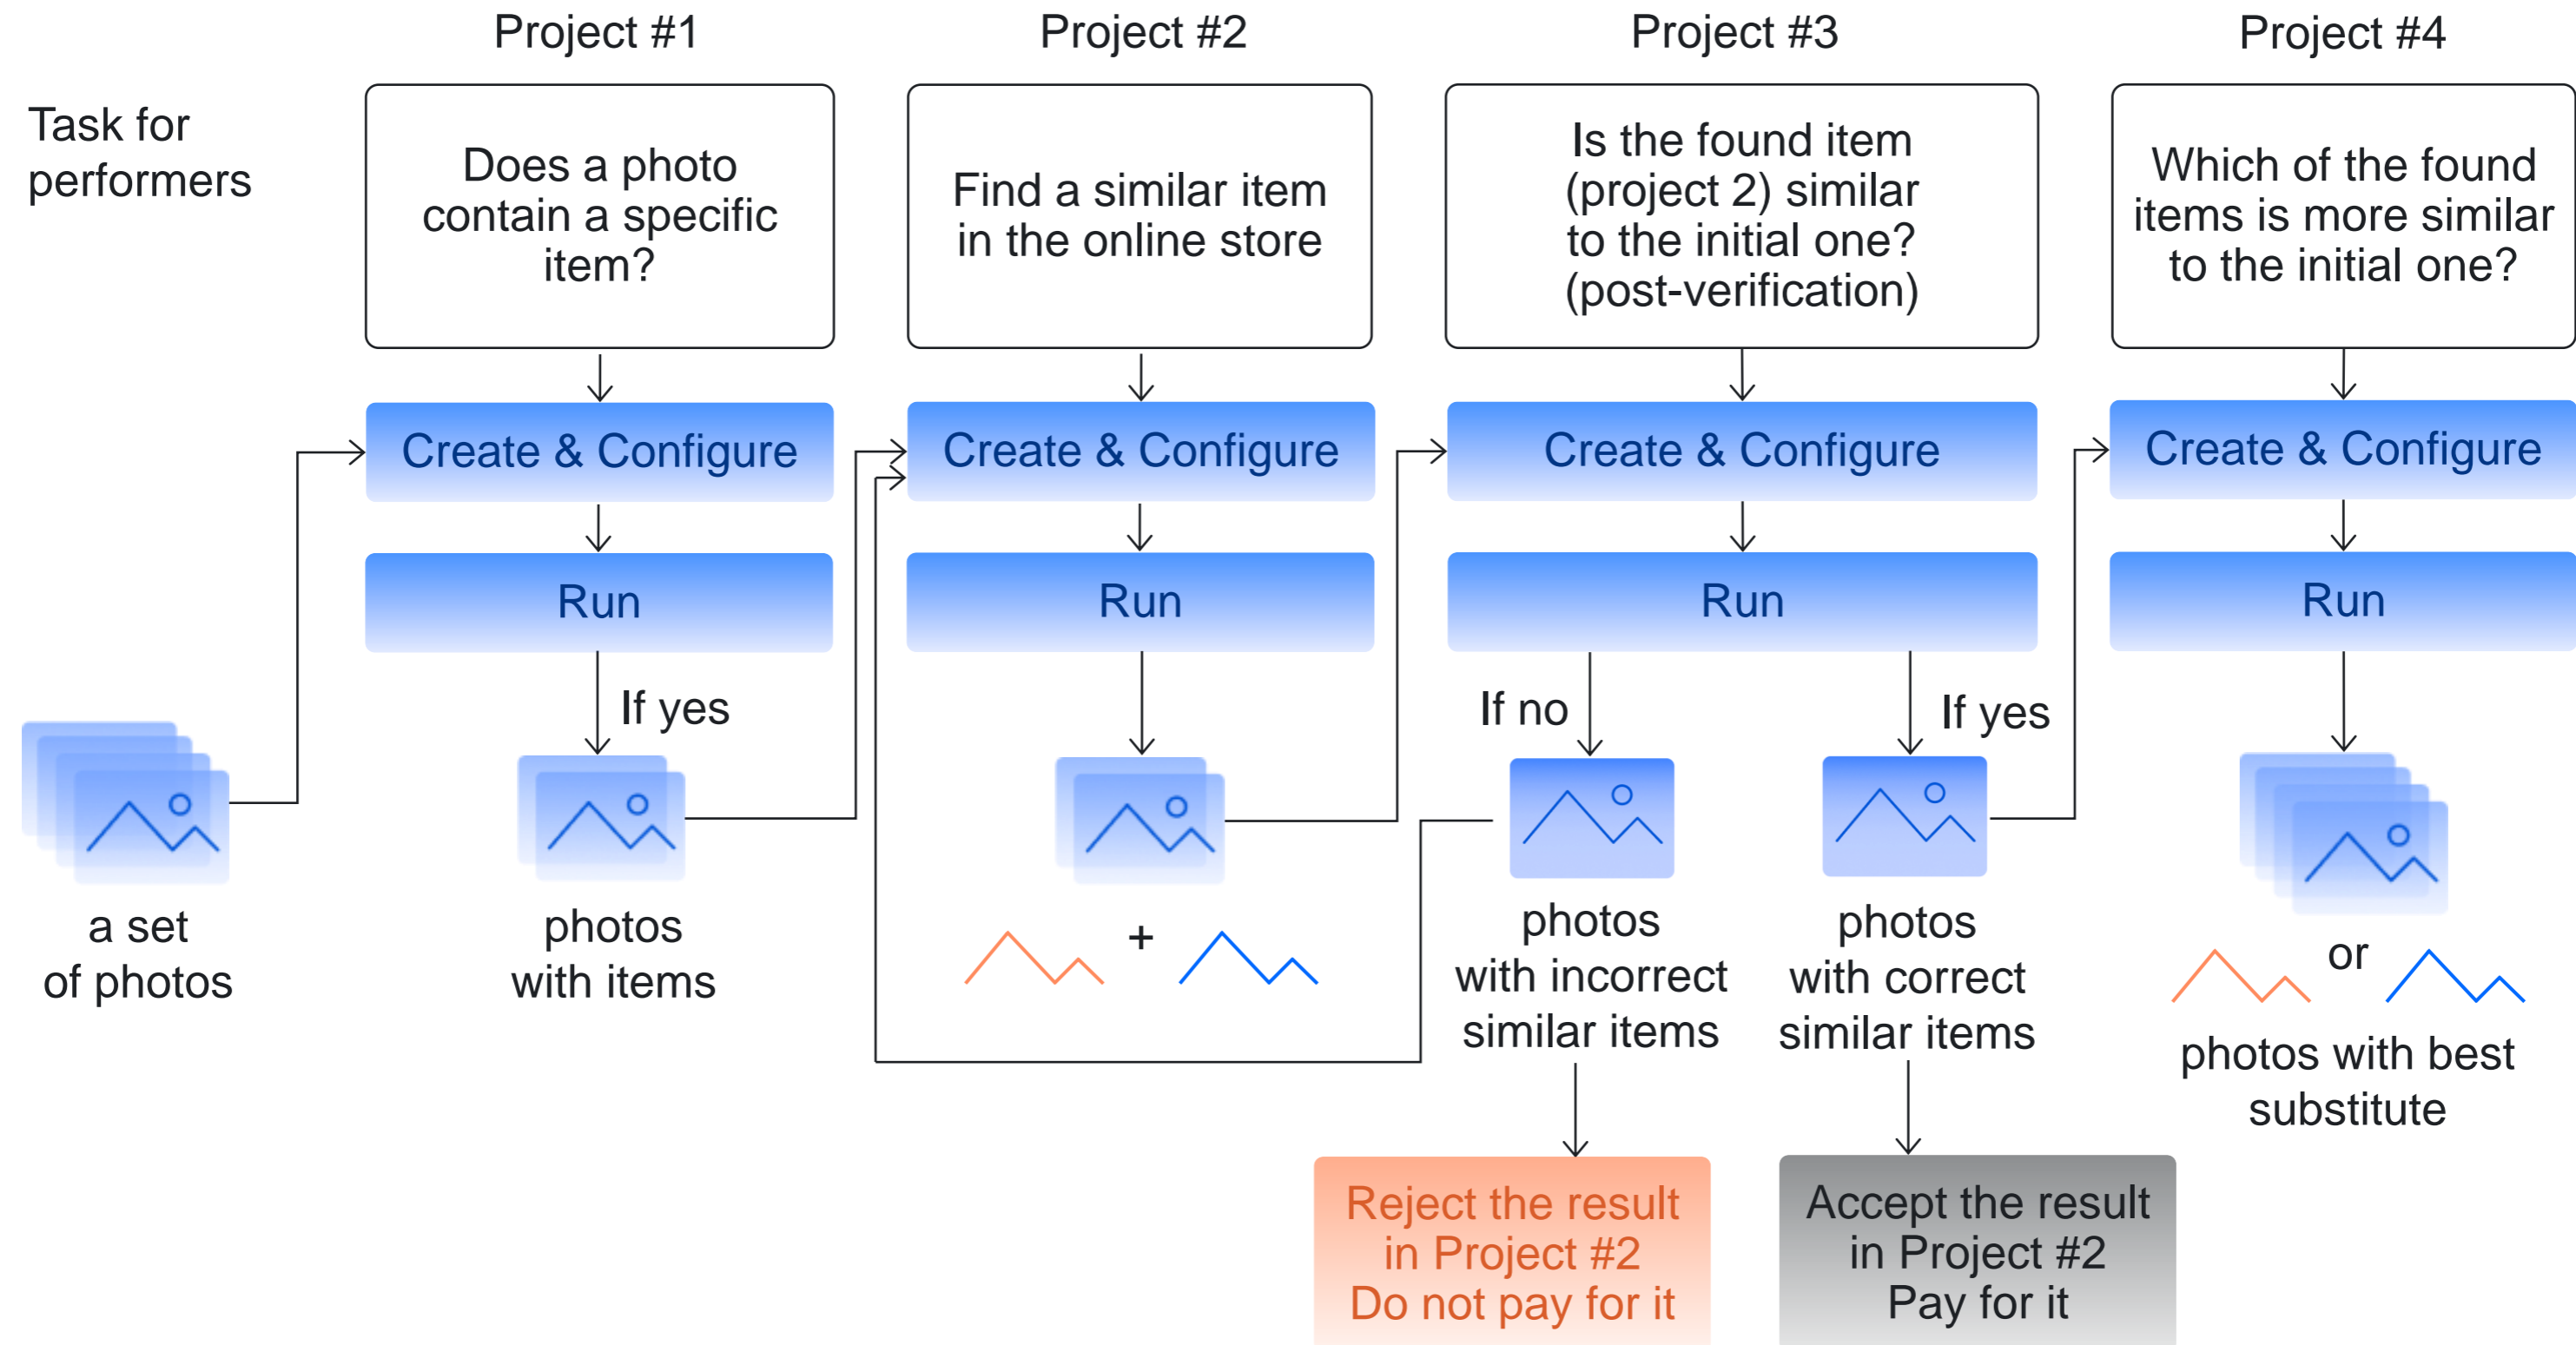 Project #1
Project #2
Project #3
Project #4
Task for
performers
Does a photo
contain a specific
item?
Find a similar item
in the online store
Is the found item
(project 2) similar
to the initial one?
(post-verification)
Which of the found
items is more similar
to the initial one?
Create & Configure
Create & Configure
Create & Configure
Create & Configure
Run
Run
Run
Run
If yes
If no
If yes
a set
of photos
photos
with items
+
photos
with incorrect
similar items
photos
with correct
similar items
or
photos with best
substitute
Reject the result
in Project #2
Do not pay for it
Accept the result
in Project #2
Pay for it